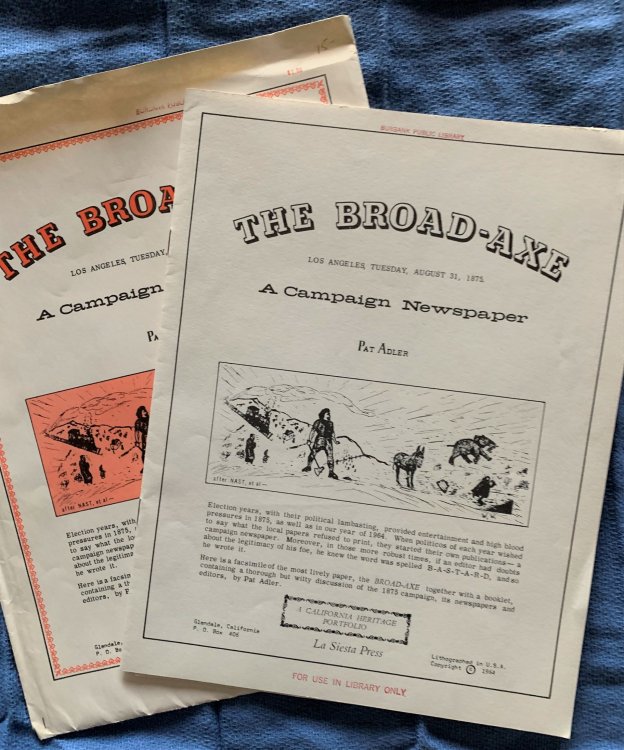 15-
$1.95
BURBANK PUBLIC
THE BROA
LOS ANGELES, TUESDAY,
A Campaign
PA
after NAST, et al—
Election years, with
pressures in 1875,
to say what the loc
campaign newspap
about the legitima
he wrote it.
Here is a facsim
containing a th
editors, by P
Glendale,
P. O. Bo
BURBANK PUBLIC LIBRARY
THE BROAD-AXE
LOS ANGELES, TUESDAY, AUGUST 31, 1875.
A Campaign Newspaper
PAT ADLER
after NAST, et al—
Election years, with their political lambasting, provided entertainment and high blood
pressures in 1875, as well as in our year of 1964. When politicos of each year wished
to say what the local papers refused to print, they started their own publications— a
campaign newspaper. Moreover, in those more robust times, if an editor had doubts
about the legitimacy of his foe, he knew the word was spelled B-A-S-T-A-R-D, and so
he wrote it.
Here is a facsimile of the most lively paper, the BROAD-AXE together with a booklet,
containing a thorough but witty discussion of the 1875 campaign, its newspapers and
editors, by Pat Adler.
A CALIFORNIA HERITAGE
PORTFOLIO
Glendale, California
P. O. Box 406
La Siesta Press
Lithographed in U.S.A.
Copyright © 1964
FOR USE IN LIBRARY ONLY